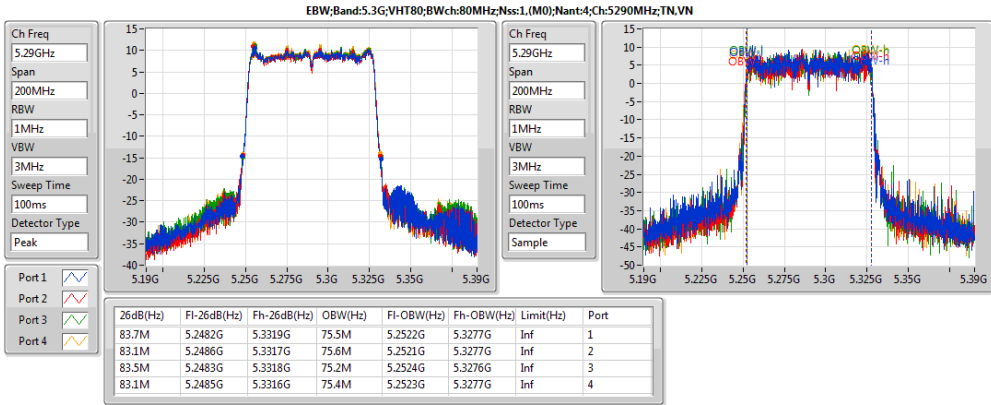 EBW;Band:5.3G;VHT80;BWch:80MHz;Nss:1,(M0);Nant:4;Ch:5290MHz;TN,VN
Ch Freq
5.29GHz
Span
200MHz
RBW
1MHz
VBW
3MHz
Sweep Time
100ms
Detector Type
Peak
15
10
5
0
-5
-10
-15
-20
-25
-30
-35
-40
5.19G 5.225G 5.25G 5.275G 5.3G 5.325G 5.35G 5.39G
Ch Freq
5.29GHz
Span
200MHz
RBW
1MHz
VBW
3MHz
Sweep Time
100ms
Detector Type
Sample
15
10
5
0
-5
-10
-15
-20
-25
-30
-35
-40
-45
-50
OBW-l OBW-h
5.19G 5.225G 5.25G 5.275G 5.3G 5.325G 5.35G 5.39G
Port 1
Port 2
Port 3
Port 4
26dB(Hz) Fl-26dB(Hz) Fh-26dB(Hz) OBW(Hz) Fl-OBW(Hz) Fh-OBW(Hz) Limit(Hz) Port
83.7M 5.2482G 5.3319G 75.5M 5.2522G 5.3277G Inf 1
83.1M 5.2486G 5.3317G 75.6M 5.2521G 5.3277G Inf 2
83.5M 5.2483G 5.3318G 75.2M 5.2524G 5.3276G Inf 3
83.1M 5.2485G 5.3316G 75.4M 5.2523G 5.3277G Inf 4